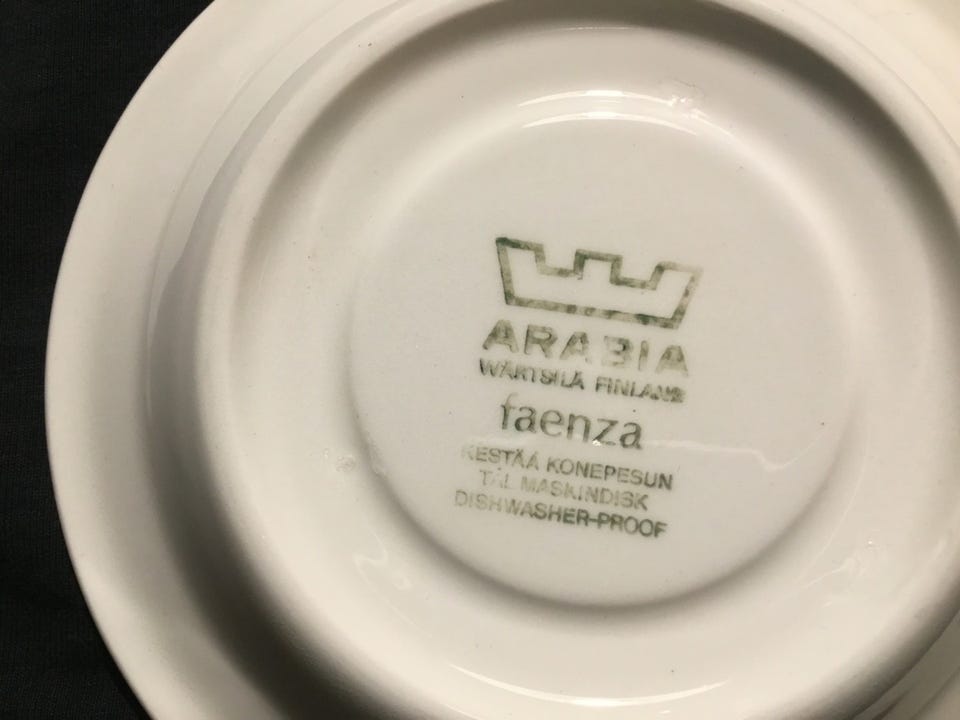 ARABIA
WÄRTSILÄ FINLAND
faenza
KESTÄÄ KONEPESUN
TÅL MASKINDISK
DISHWASHER-PROOF